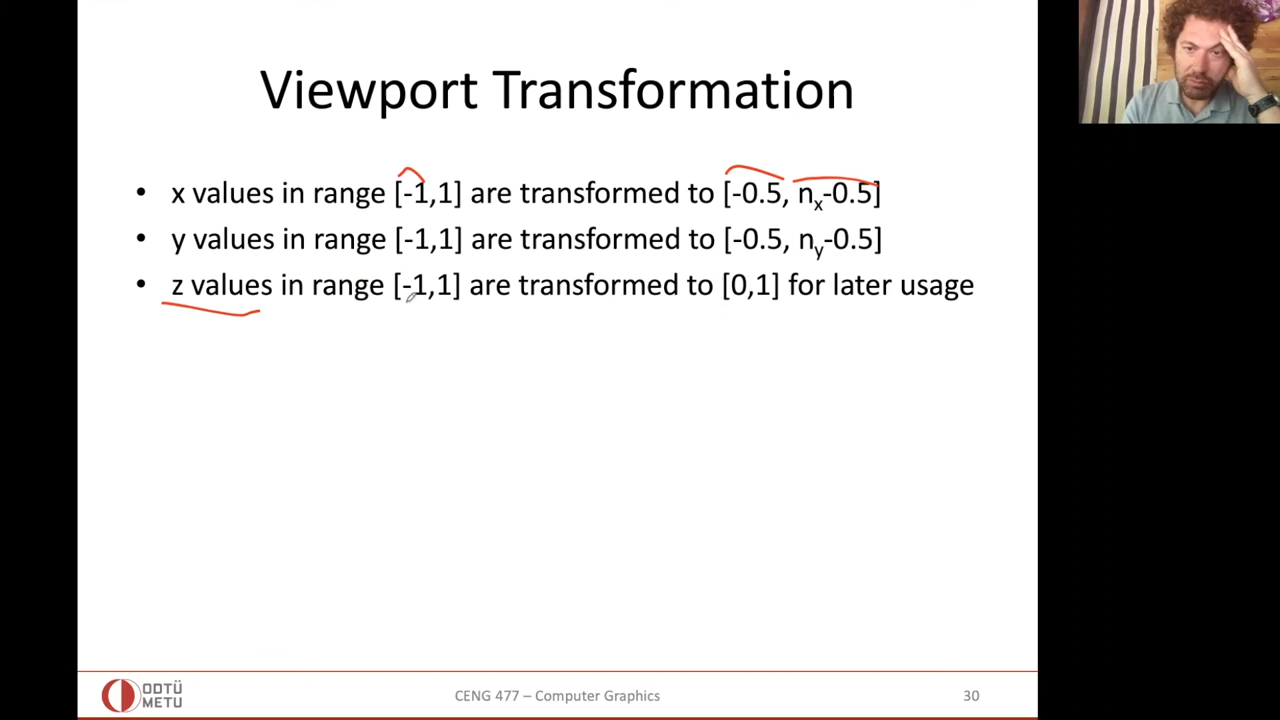 Viewport Transformation
• x values in range [-1,1] are transformed to [-0.5, nₓ-0.5]
• y values in range [-1,1] are transformed to [-0.5, n_y-0.5]
• z values in range [-1,1] are transformed to [0,1] for later usage
ODTÜ
METU
CENG 477 – Computer Graphics
30